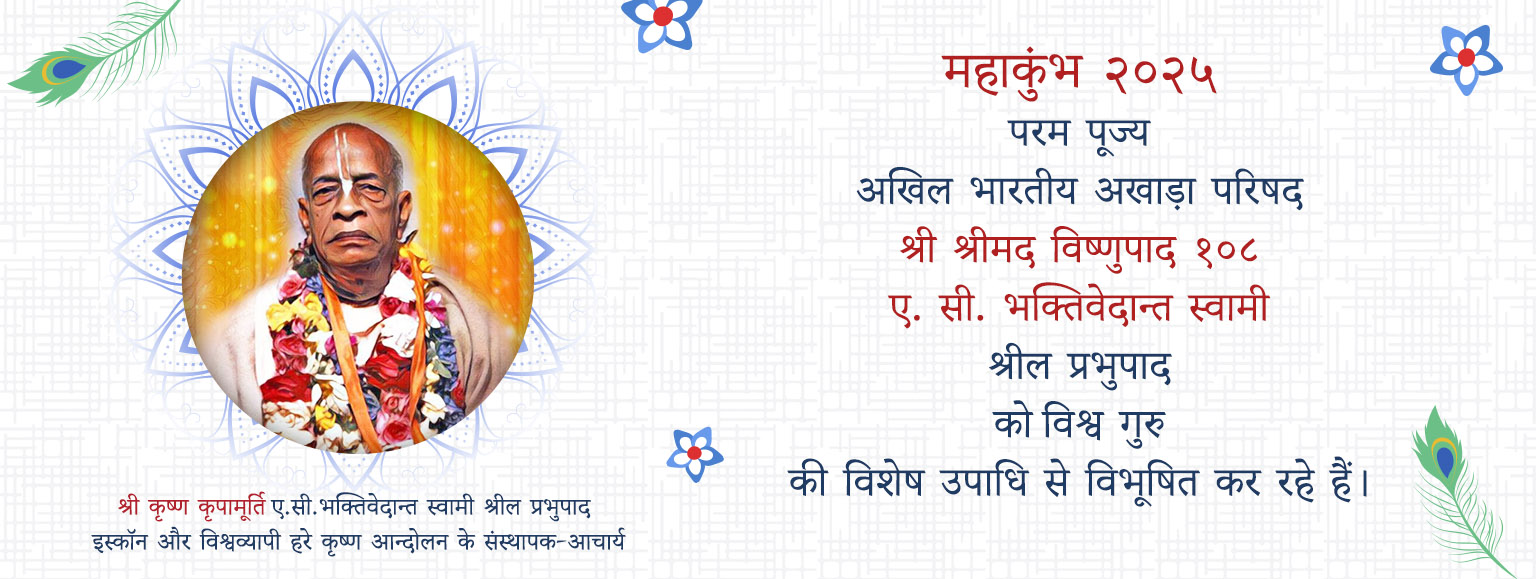 महाकुंभ २०२५
परम पूज्य
अखिल भारतीय अखाड़ा परिषद
श्री श्रीमद विष्णुपाद १०८
ए. सी. भक्तिवेदान्त स्वामी
श्रील प्रभुपाद
को विश्व गुरु
की विशेष उपाधि से विभूषित कर रहे हैं।
श्री कृष्ण कृपामूर्ति ए.सी.भक्तिवेदान्त स्वामी श्रील प्रभुपाद
इस्कॉन और विश्वव्यापी हरे कृष्ण आन्दोलन के संस्थापक-आचार्य